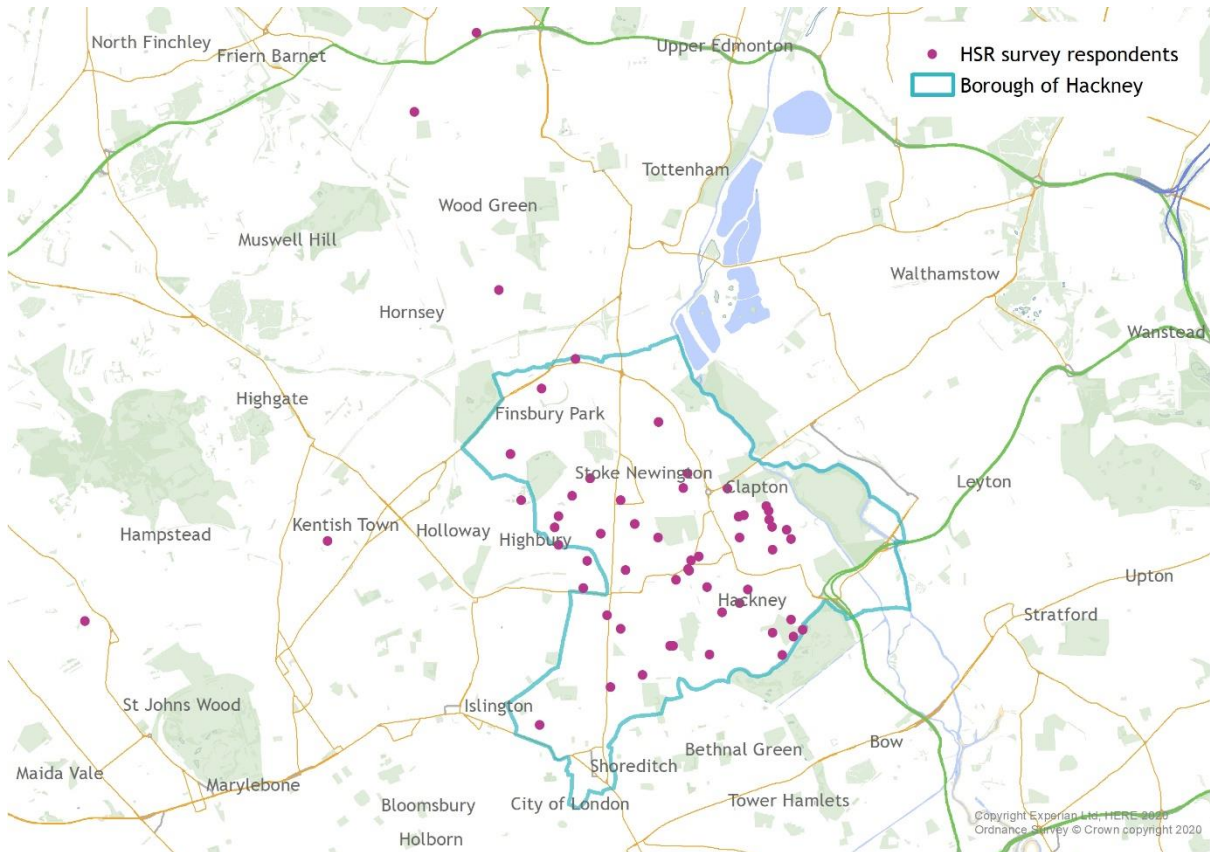 North Finchley
Friern Barnet
Upper Edmonton
HSR survey respondents
Borough of Hackney
Tottenham
Wood Green
Muswell Hill
Walthamstow
Hornsey
Wanstead
Highgate
Finsbury Park
Stoke Newington
Clapton
Leyton
Hampstead
Kentish Town
Holloway
Highbury
Upton
Hackney
Stratford
St Johns Wood
Islington
Bethnal Green
Bow
Maida Vale
Marylebone
Shoreditch
Bloomsbury
City of London
Tower Hamlets
Holborn
Copyright Experian Ltd, HERE 2020
Ordnance Survey © Crown copyright 2020